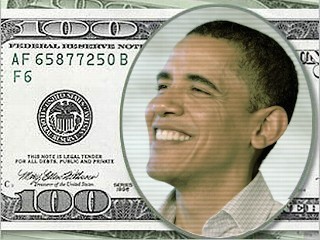 100
FEDERAL RESERVE NOTE
AF 65877250 B
F6
THIS NOTE IS LEGAL TENDER
FOR ALL DEBTS, PUBLIC AND PRIVATE
Treasurer of the United States.
SERIES
100